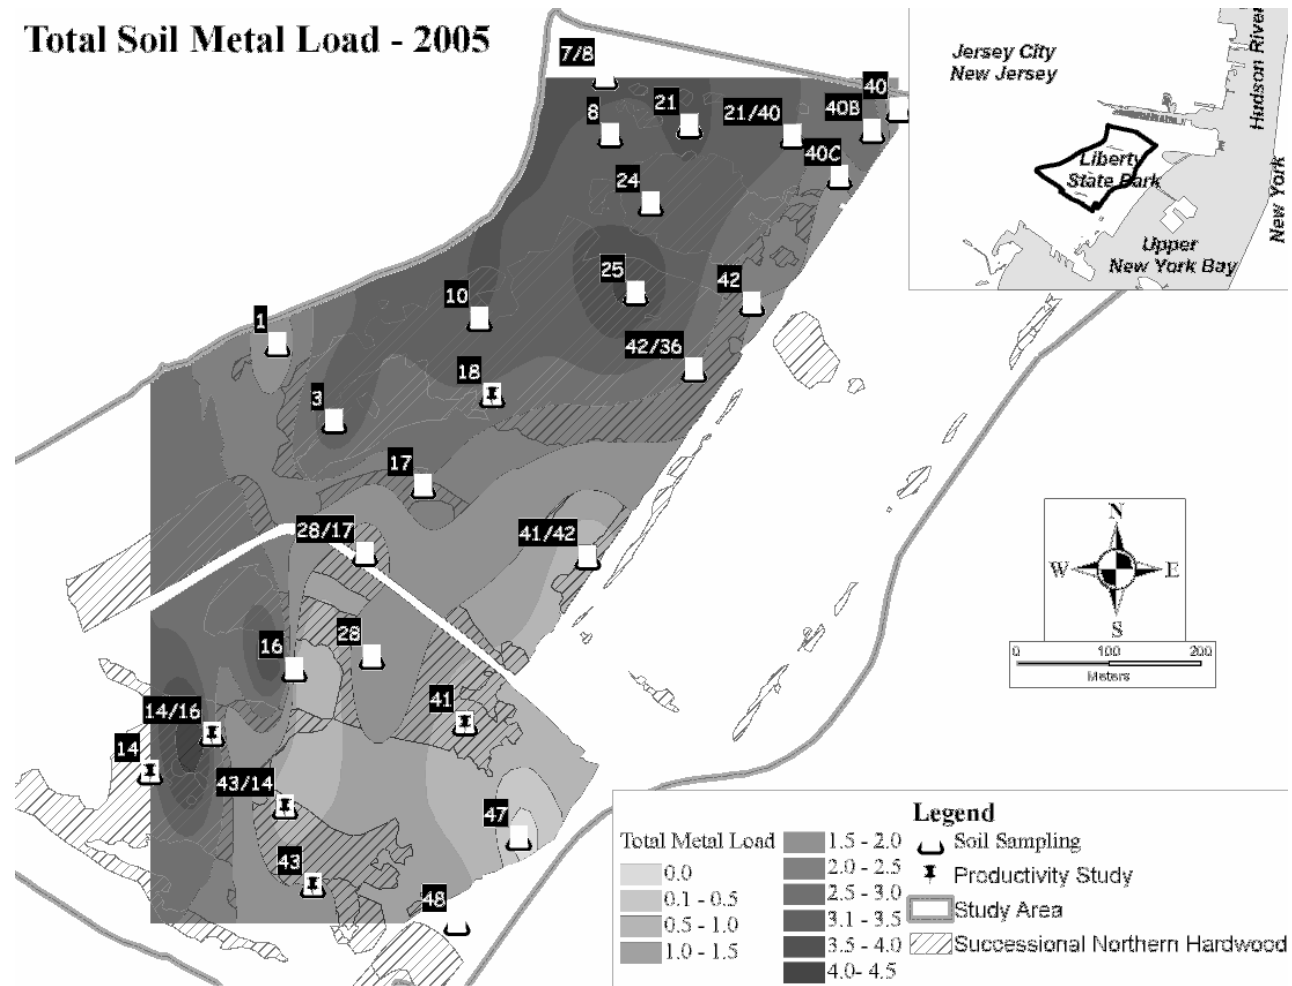 Total Soil Metal Load - 2005
7/8
8
21
21/40
40B
40
40C
24
25
42
10
42/36
1
18
3
17
28/17
41/42
16
28
14/16
41
14
43/14
47
43
48
Jersey City
New Jersey
Hudson River
Liberty
State Park
New York
Upper
New York Bay
N
W
E
S
0
100
200
Meters
Legend
Total Metal Load
0.0
0.1 - 0.5
0.5 - 1.0
1.0 - 1.5
1.5 - 2.0
2.0 - 2.5
2.5 - 3.0
3.1 - 3.5
3.5 - 4.0
4.0- 4.5
Soil Sampling
Productivity Study
Study Area
Successional Northern Hardwood